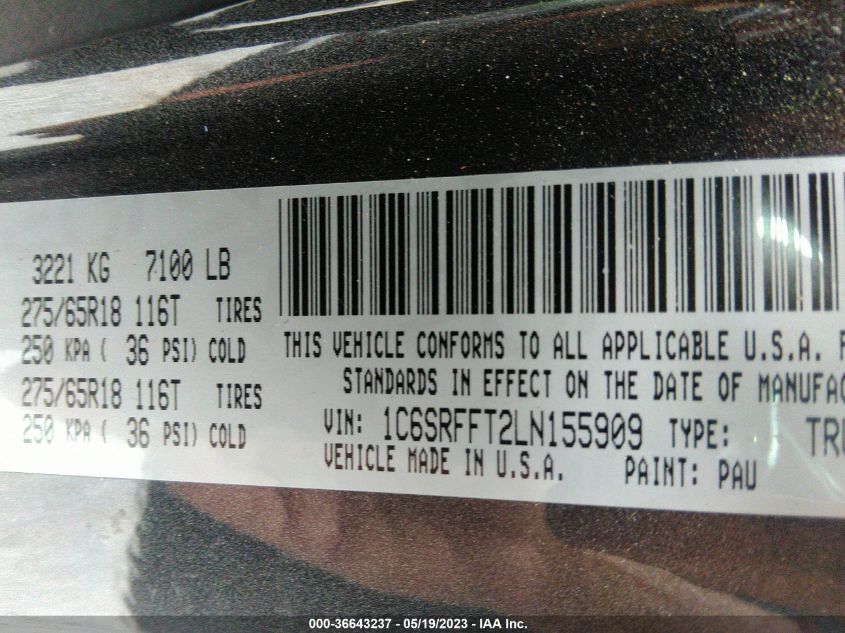 3221 KG 7100 LB
275/65R18 116T TIRES
250 KPA ( 36 PSI) COLD
275/65R18 116T TIRES
250 KPA ( 36 PSI) COLD
THIS VEHICLE CONFORMS TO ALL APPLICABLE U.S.A. F
STANDARDS IN EFFECT ON THE DATE OF MANUFAC
VIN: 1C6SRFFT2LN155909 TYPE: TRU
VEHICLE MADE IN U.S.A. PAINT: PAU
000-36643237 - 05/19/2023 - IAA Inc.